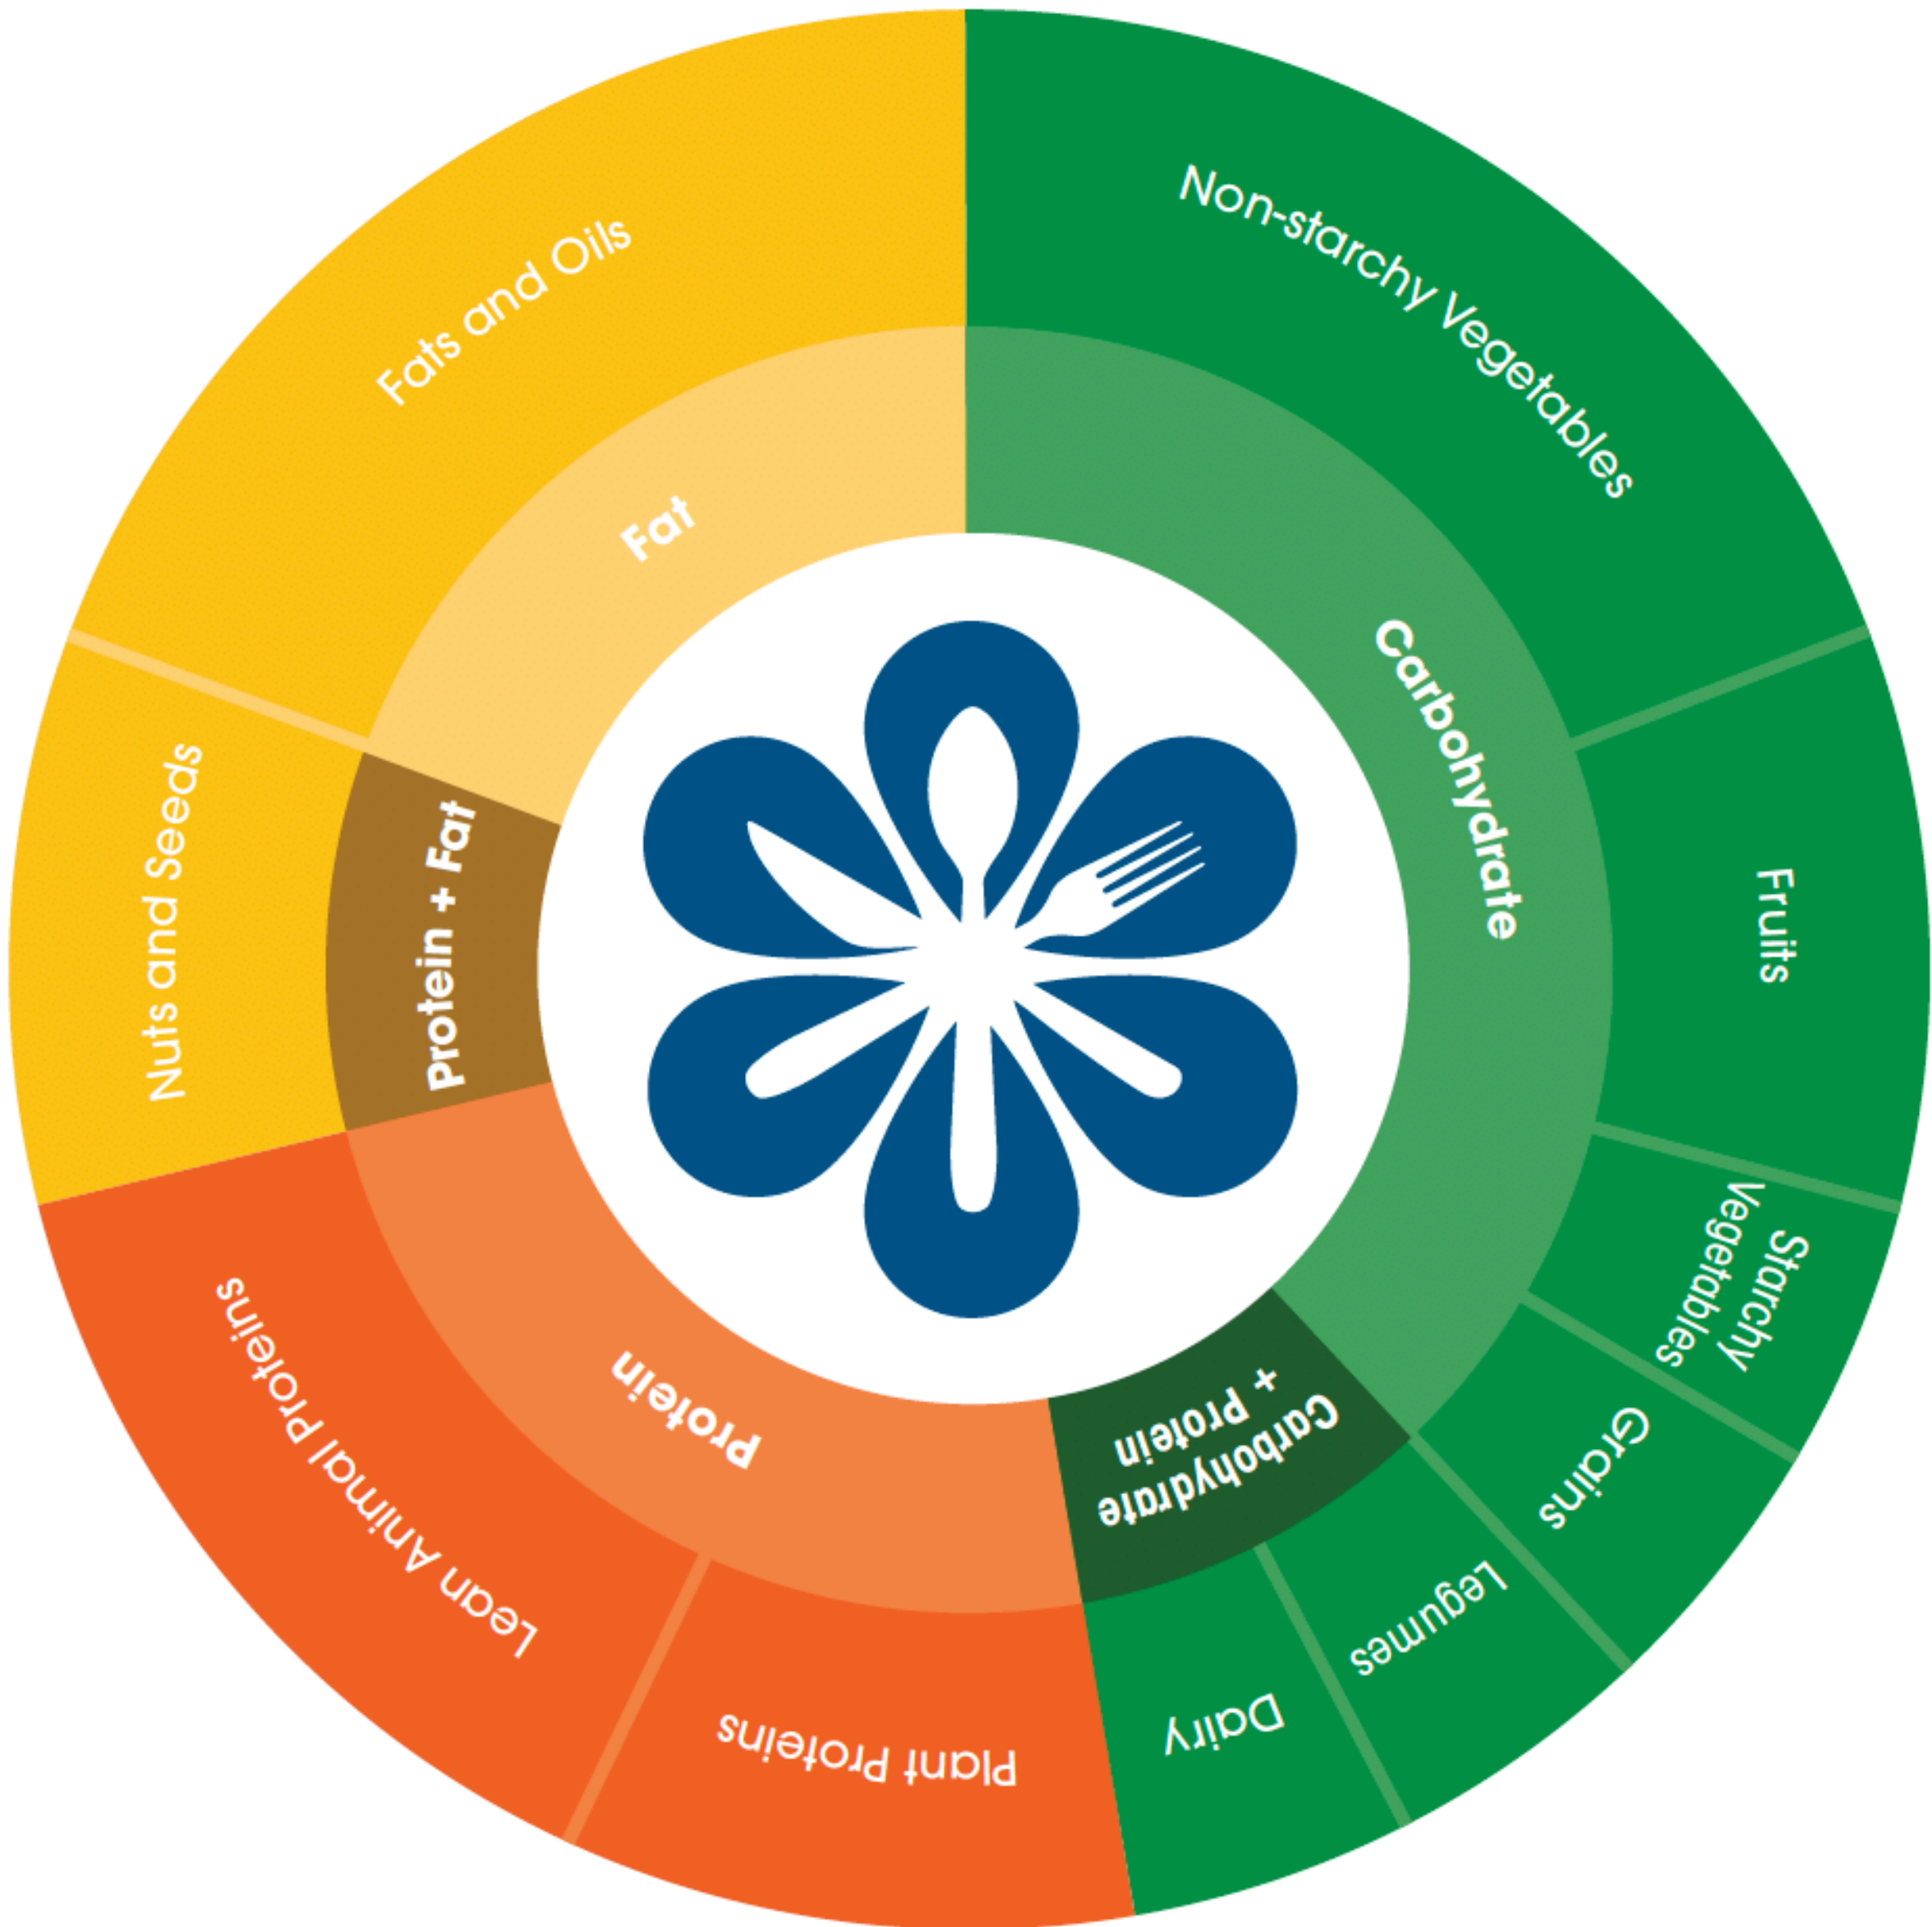 Non-starchy Vegetables
Fruits
Starchy
Vegetables
Grains
Legumes
Dairy
Plant Proteins
Lean Animal Proteins
Nuts and Seeds
Fats and Oils
Carbohydrate
Carbohydrate
+ Protein
Protein
Protein + Fat
Fat